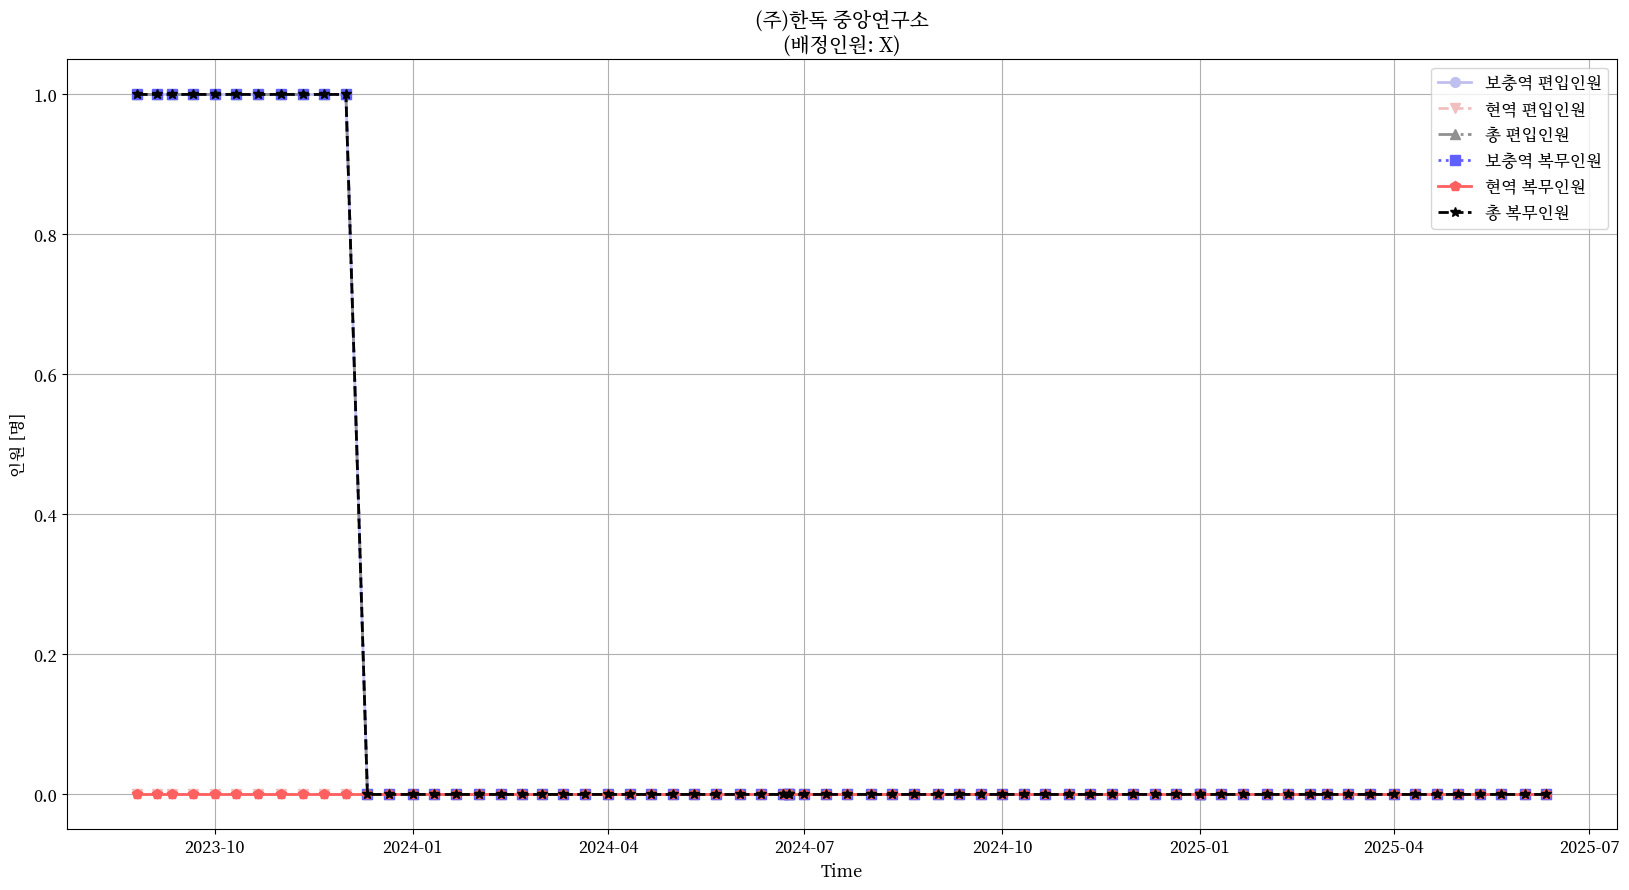 (주)한독 중앙연구소
(배정인원: X)
보충역 편입인원
현역 편입인원
총 편입인원
보충역 복무인원
현역 복무인원
총 복무인원
인원 [명]
1.0
0.8
0.6
0.4
0.2
0.0
2023-10
2024-01
2024-04
2024-07
2024-10
2025-01
2025-04
2025-07
Time